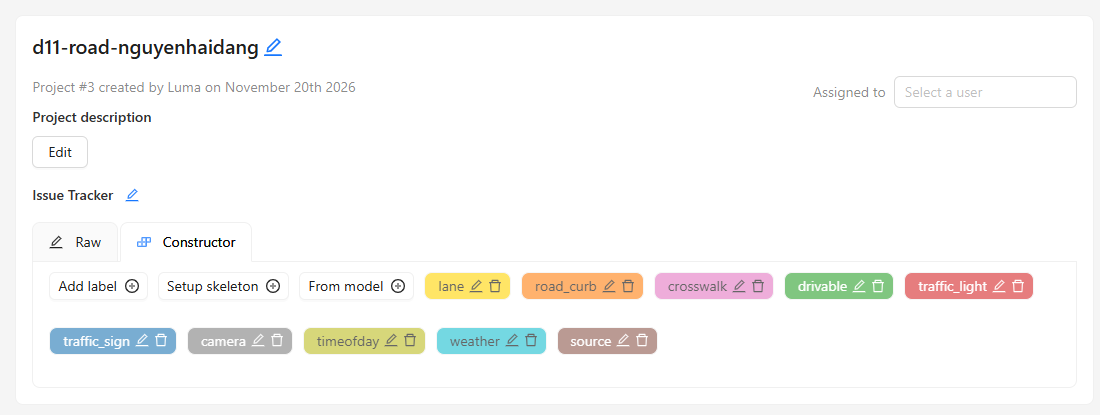 d11-road-nguyenhaidang
Project #3 created by Luma on November 20th 2026
Assigned to Select a user
Project description
Edit
Issue Tracker
Raw Constructor
Add label Setup skeleton From model lane road_curb crosswalk drivable traffic_light
traffic_sign camera timeofday weather source